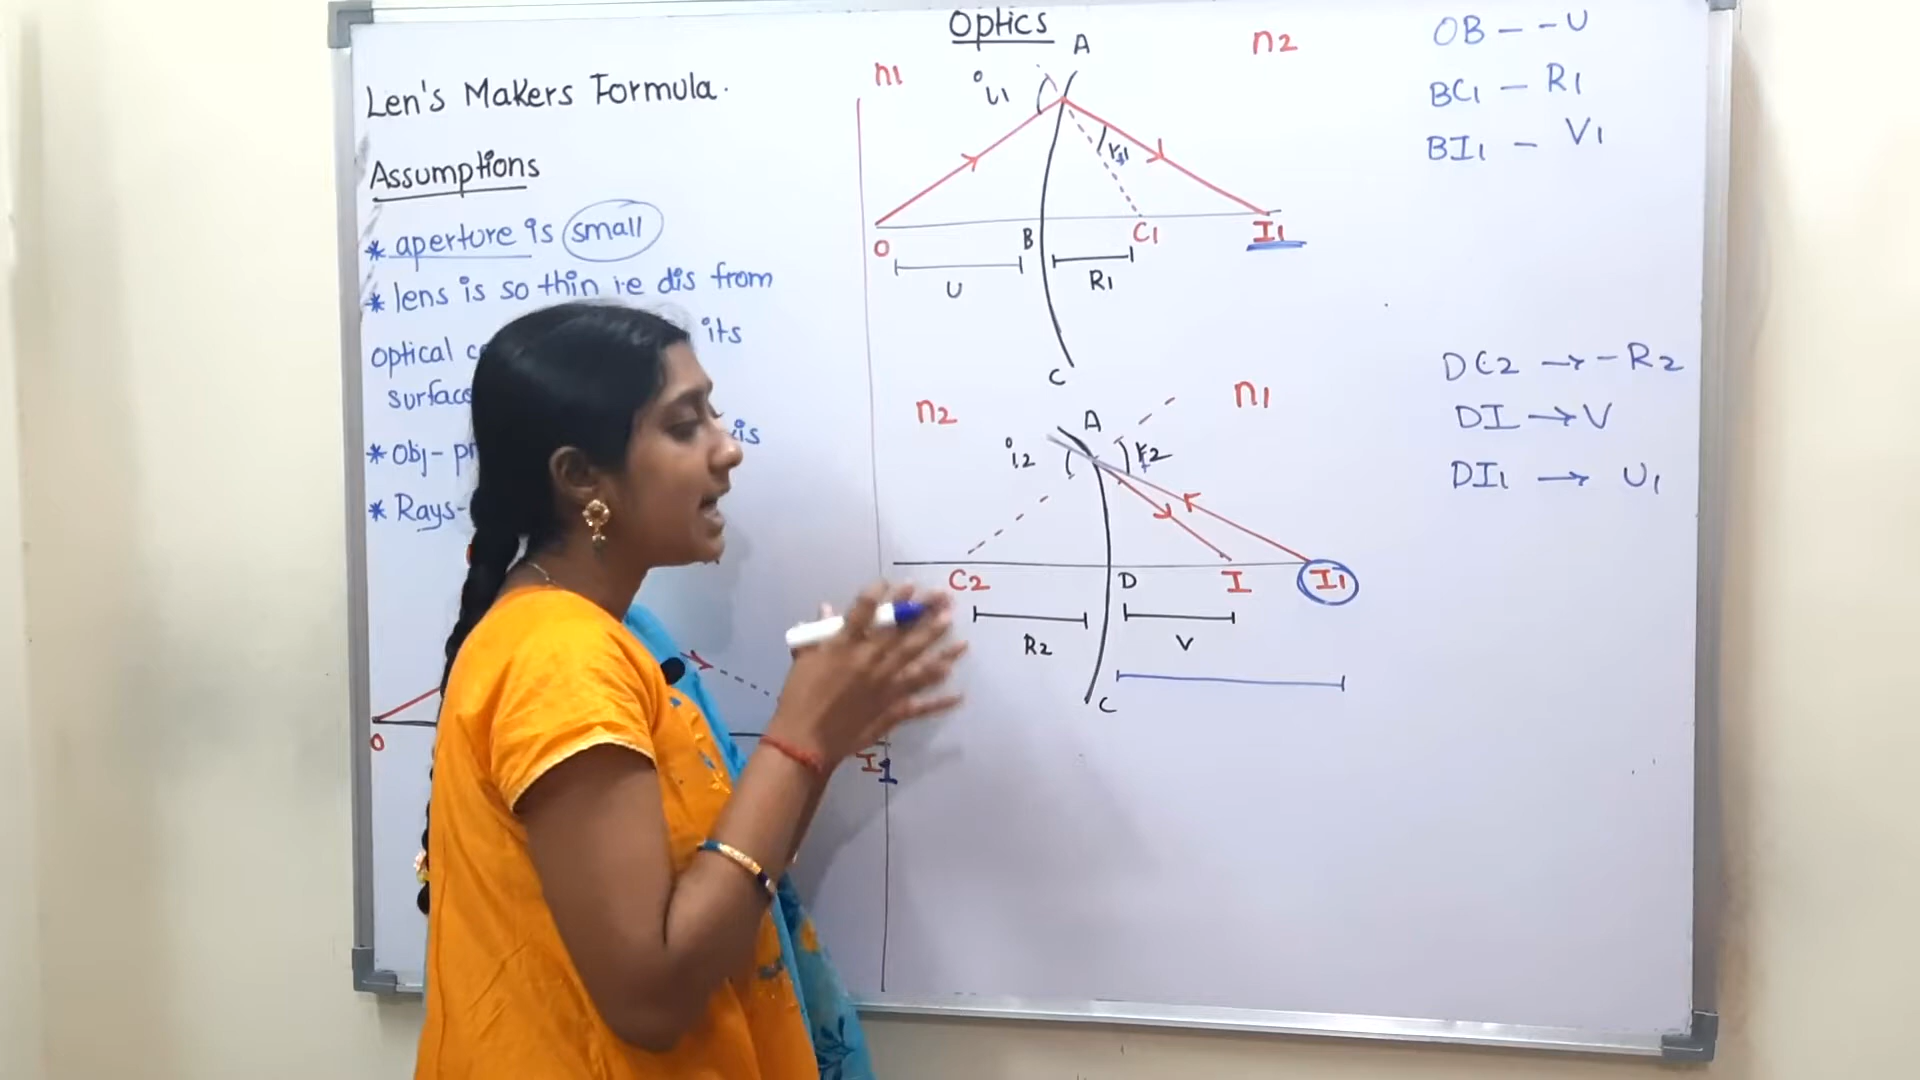 Optics
Len's Makers Formula.
Assumptions
* aperture is small
* lens is so thin i.e dis from
optical its
surface
* Obj- is
* Rays-
O
I1
n1
n2
A
i1
r1
O
B
C1
I1
U
R1
C
n2
n1
A
i2
r2
C2
D
I
I1
R2
V
C
OB - - U
BC1 - R1
BI1 - V1
DC2 → - R2
DI → V
DI1 → U1